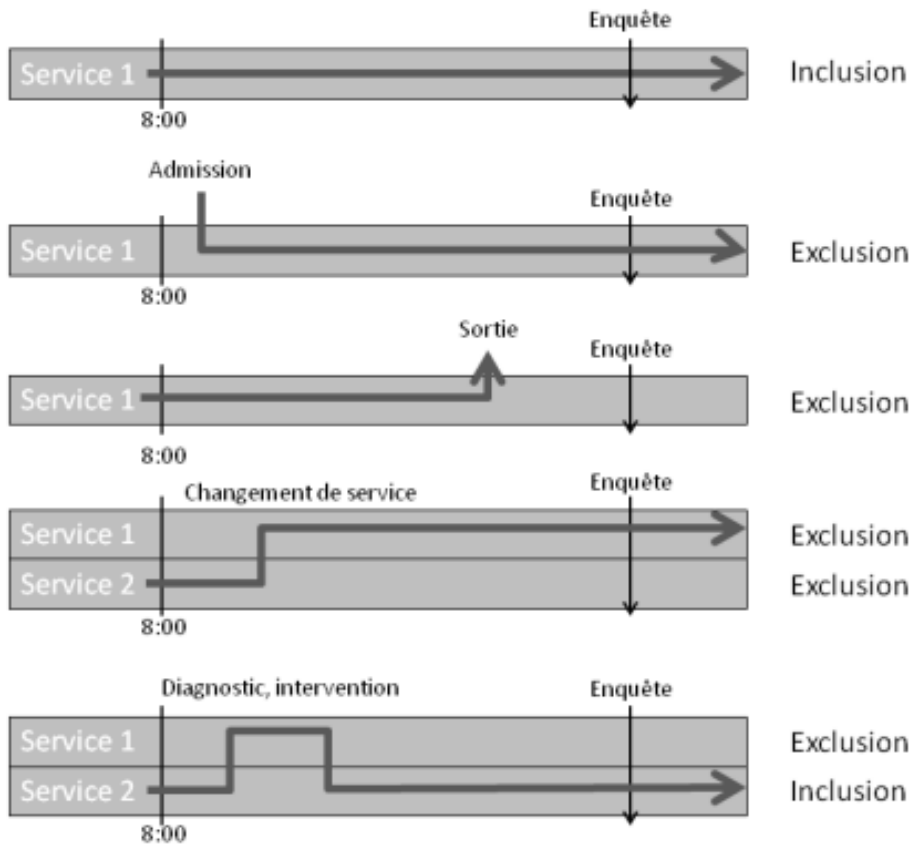 Enquête
Service 1 Inclusion
8:00
Admission
Enquête
Service 1 Exclusion
8:00
Sortie
Enquête
Service 1 Exclusion
8:00
Changement de service Enquête
Service 1 Exclusion
Service 2 Exclusion
8:00
Diagnostic, intervention Enquête
Service 1 Exclusion
Service 2 Inclusion
8:00